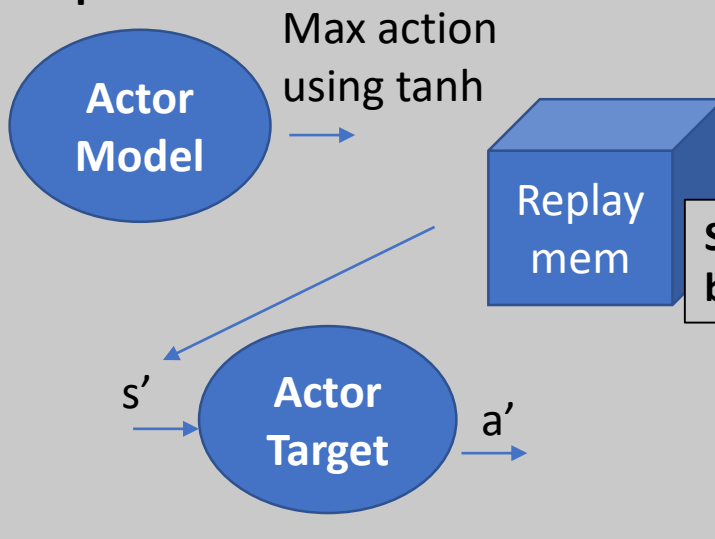 Max action
using tanh
Actor
Model
Replay
mem
s’
Actor
Target
a’